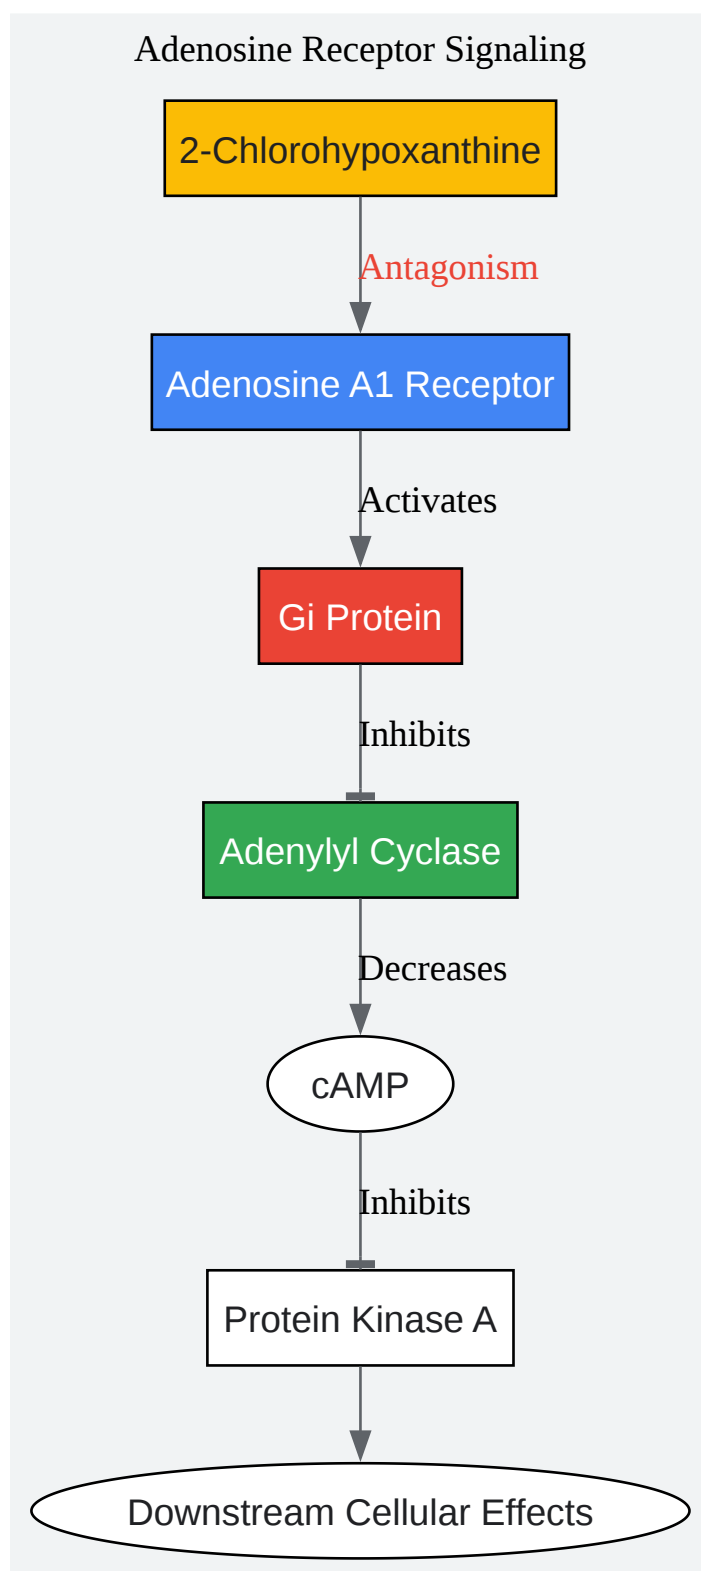 Adenosine Receptor Signaling
2-Chlorohypoxanthine
Antagonism
Adenosine A1 Receptor
Activates
Gi Protein
Inhibits
Adenylyl Cyclase
Decreases
cAMP
Inhibits
Protein Kinase A
Downstream Cellular Effects